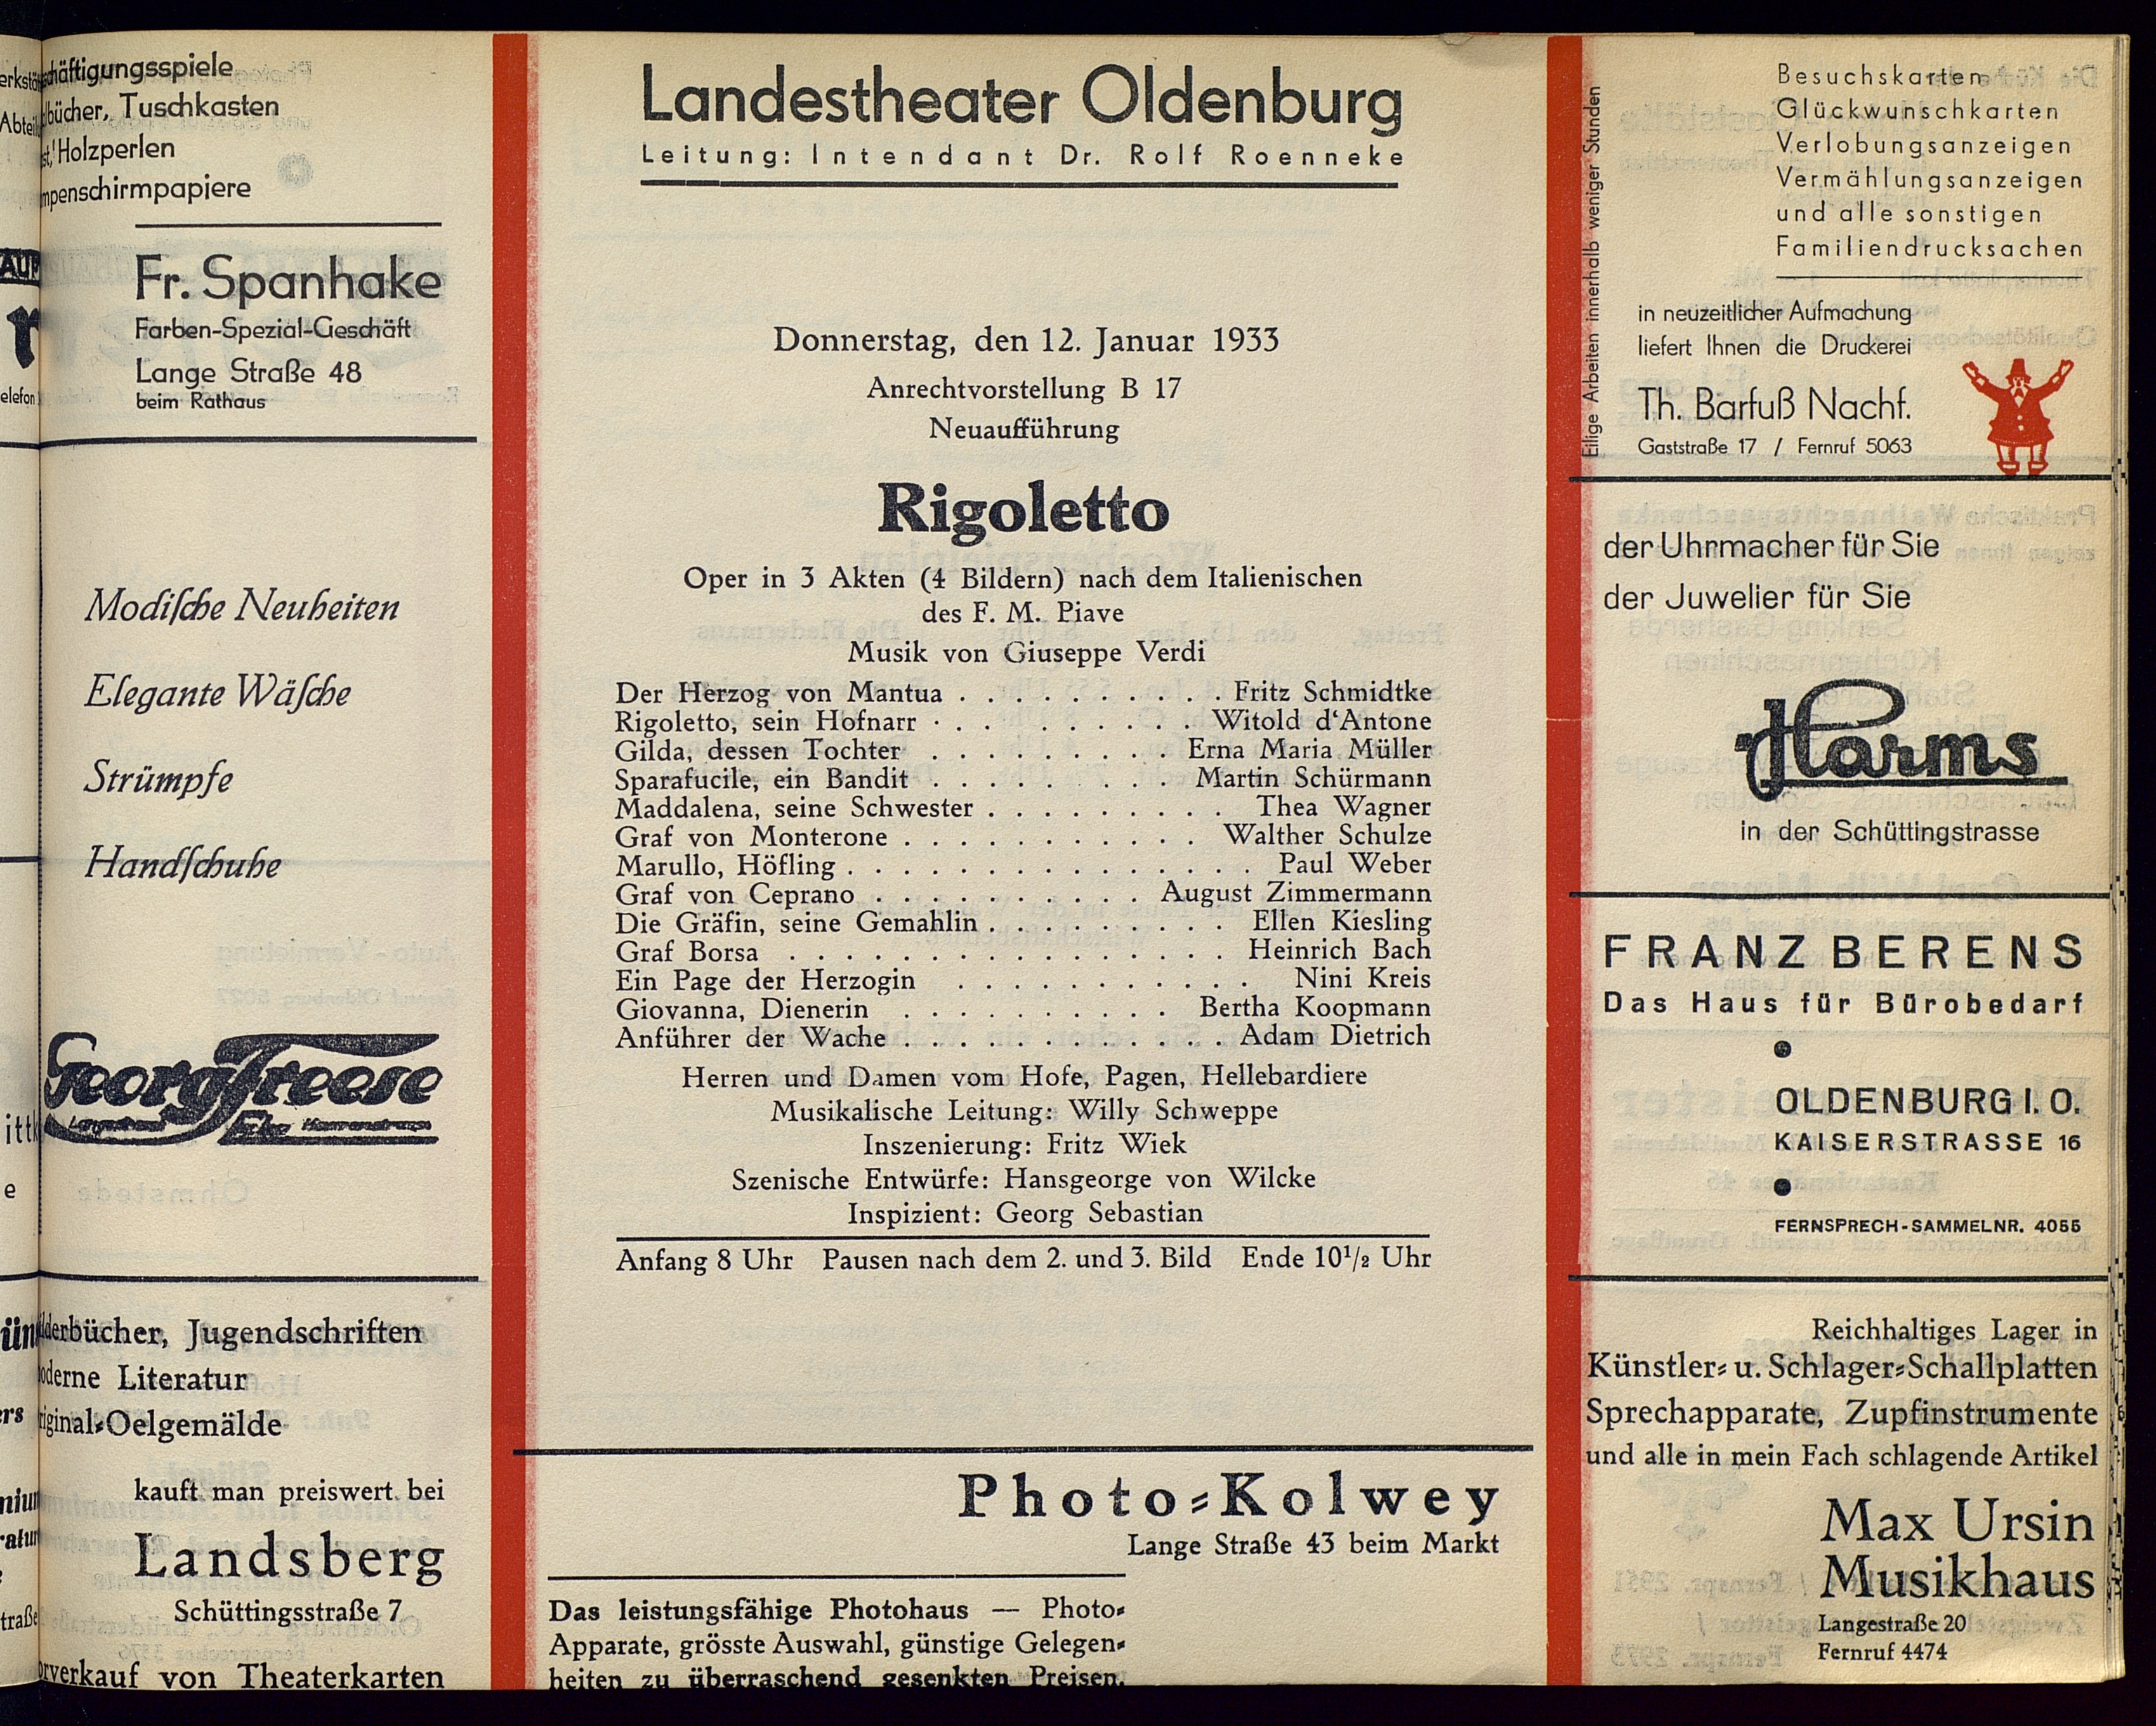 Beschäftigungsspiele
Tuschkasten
Holzperlen
Fr. Spanhake
Farben-Spezial-Geschäft
Lange Straße 48
beim Rathaus
Modische Neuheiten
Elegante Wäsche
Strümpfe
Handschuhe
Georg Freese
Jugendschriften
Literatur
Oelgemälde
kauft man preiswert bei
Landsberg
Schüttingsstraße 7
von Theaterkarten
Landestheater Oldenburg
Leitung: Intendant Dr. Rolf Roenneke
Donnerstag, den 12. Januar 1933
Anrechtvorstellung B 17
Neuaufführung
Rigoletto
Oper in 3 Akten (4 Bildern) nach dem Italienischen
des F. M. Piave
Musik von Giuseppe Verdi
Der Herzog von Mantua . . . . . . . . . . Fritz Schmidtke
Rigoletto, sein Hofnarr . . . . . . . . . . Witold d'Antone
Gilda, dessen Tochter . . . . . . . . . Erna Maria Müller
Sparafucile, ein Bandit . . . . . . . . . Martin Schürmann
Maddalena, seine Schwester . . . . . . . . . Thea Wagner
Graf von Monterone . . . . . . . . . . . Walther Schulze
Marullo, Höfling . . . . . . . . . . . . . . . Paul Weber
Graf von Ceprano . . . . . . . . . . August Zimmermann
Die Gräfin, seine Gemahlin . . . . . . . . . Ellen Kiesling
Graf Borsa . . . . . . . . . . . . . . . . Heinrich Bach
Ein Page der Herzogin . . . . . . . . . . . Nini Kreis
Giovanna, Dienerin . . . . . . . . . . Bertha Koopmann
Anführer der Wache . . . . . . . . . . . . Adam Dietrich
Herren und Damen vom Hofe, Pagen, Hellebardiere
Musikalische Leitung: Willy Schweppe
Inszenierung: Fritz Wiek
Szenische Entwürfe: Hansgeorge von Wilcke
Inspizient: Georg Sebastian
Anfang 8 Uhr Pausen nach dem 2. und 3. Bild Ende 10½ Uhr
Photo-Kolwey
Lange Straße 43 beim Markt
Das leistungsfähige Photohaus — Photo-
Apparate, grösste Auswahl, günstige Gelegen-
heiten zu überraschend gesenkten Preisen.
Eilige Arbeiten innerhalb weniger Stunden
Besuchskarten
Glückwunschkarten
Verlobungsanzeigen
Vermählungsanzeigen
und alle sonstigen
Familiendrucksachen
in neuzeitlicher Aufmachung
liefert Ihnen die Druckerei
Th. Barfuß Nachf.
Gaststraße 17 / Fernruf 5063
der Uhrmacher für Sie
der Juwelier für Sie
Harms
in der Schüttingstrasse
FRANZ BERENS
Das Haus für Bürobedarf
OLDENBURG I. O.
KAISERSTRASSE 16
FERNSPRECH-SAMMELNR. 4055
Reichhaltiges Lager in
Künstler- u. Schlager-Schallplatten
Sprechapparate, Zupfinstrumente
und alle in mein Fach schlagende Artikel
Max Ursin
Musikhaus
Langestraße 20
Fernruf 4474